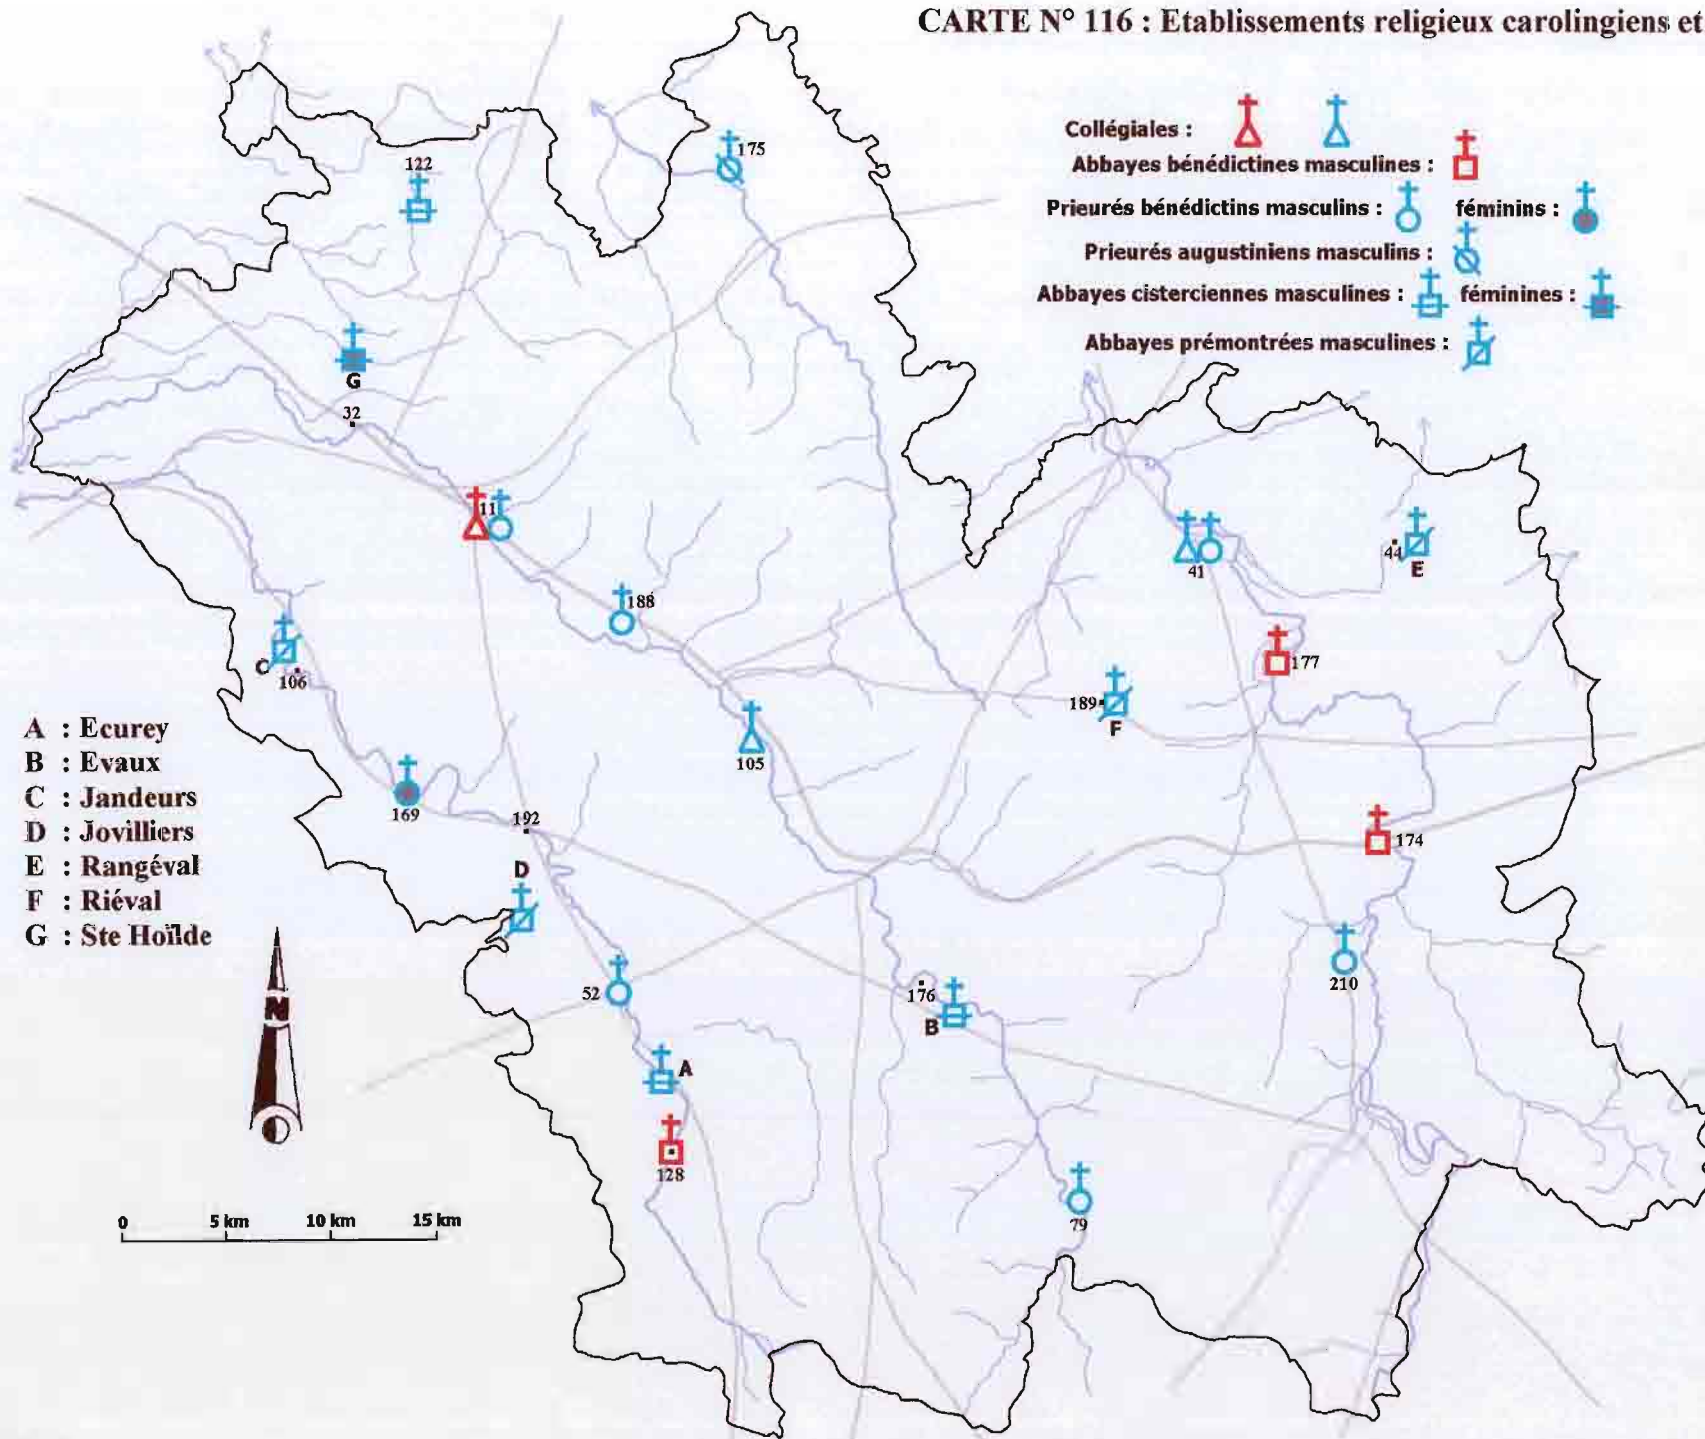 CARTE N° 116 : Etablissements religieux carolingiens et
Collégiales :
Abbayes bénédictines masculines :
Prieurés bénédictins masculins : féminins :
Prieurés augustiniens masculins :
Abbayes cisterciennes masculines : féminines :
Abbayes prémontrées masculines :
175
122
G
32
11
188
41
44
E
C
106
177
189
F
105
169
192
174
D
52
176
B
210
A
128
79
A : Ecurey
B : Evaux
C : Jandeurs
D : Jovilliers
E : Rangéval
F : Riéval
G : Ste Hoïlde
N
0 5 km 10 km 15 km